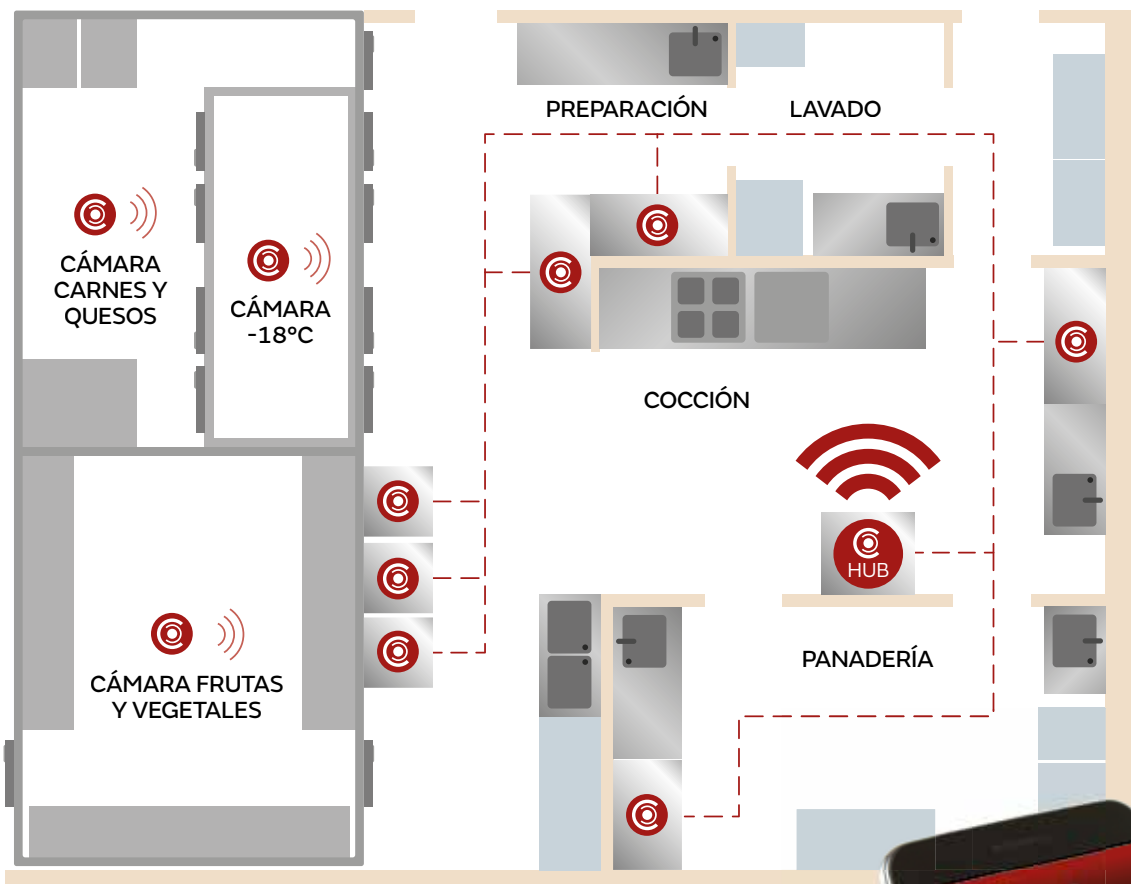 PREPARACIÓN
LAVADO
CÁMARA
CARNES Y
QUESOS
CÁMARA
-18°C
COCCIÓN
HUB
CÁMARA FRUTAS
Y VEGETALES
PANADERÍA